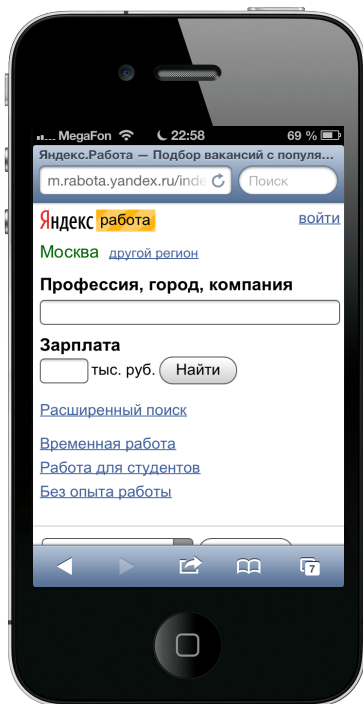 MegaFon 22:58 69 %
Яндекс.Работа — Подбор вакансий с популя...
m.rabota.yandex.ru/inde Поиск
Яндекс работа войти
Москва другой регион
Профессия, город, компания
Зарплата
тыс. руб. Найти
Расширенный поиск
Временная работа
Работа для студентов
Без опыта работы
7